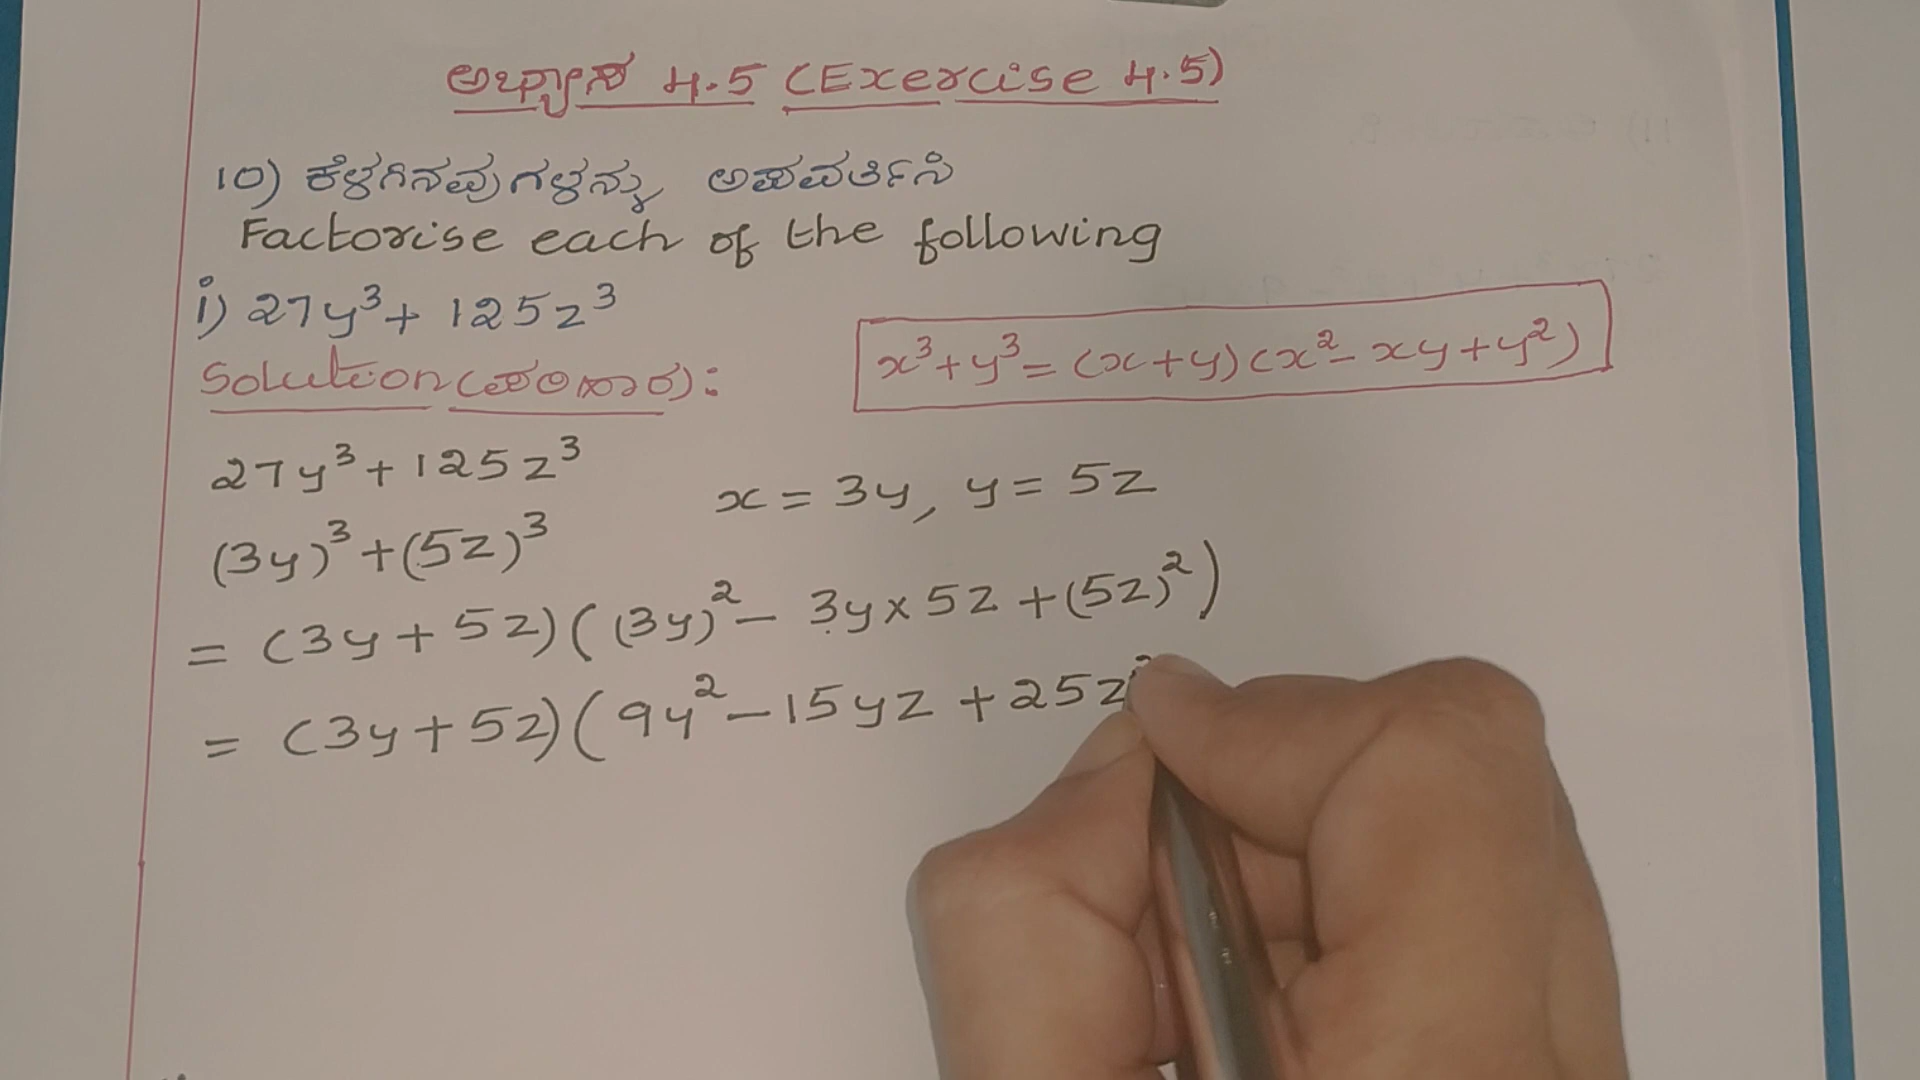 ಅಭ್ಯಾಸ 4.5 (Exercise 4.5)
10) ಕೆಳಗಿನವುಗಳನ್ನು ಅಪವರ್ತಿಸಿ
Factorise each of the following
i) 27y³ + 125z³
Solution (ಪರಿಹಾರ):
x³ + y³ = (x + y) (x² - xy + y²)
27y³ + 125z³
x = 3y, y = 5z
(3y)³ + (5z)³
= (3y + 5z) ( (3y)² - 3y × 5z + (5z)² )
= (3y + 5z) ( 9y² - 15yz + 25z²